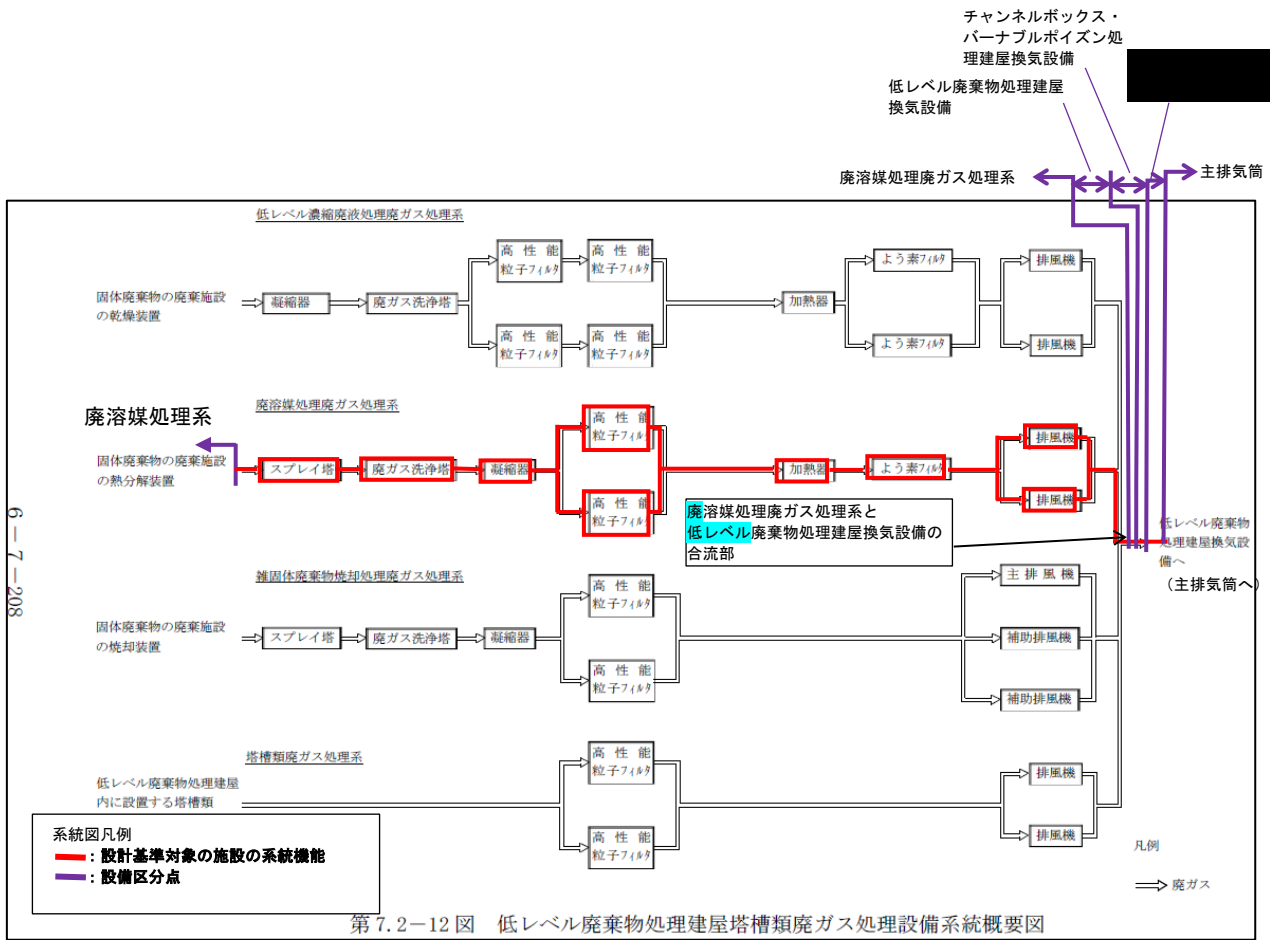 チャンネルボックス・
バーナブルポイズン処
理建屋換気設備
低レベル廃棄物処理建屋
換気設備
廃溶媒処理廃ガス処理系
主排気筒
低レベル濃縮廃液処理廃ガス処理系
固体廃棄物の廃棄施設
の乾燥装置
凝縮器
廃ガス洗浄塔
高性能
粒子フィルタ
高性能
粒子フィルタ
高性能
粒子フィルタ
高性能
粒子フィルタ
加熱器
よう素フィルタ
よう素フィルタ
排風機
排風機
廃溶媒処理廃ガス処理系
廃溶媒処理系
固体廃棄物の廃棄施設
の熱分解装置
スプレイ塔
廃ガス洗浄塔
凝縮器
高性能
粒子フィルタ
高性能
粒子フィルタ
加熱器
よう素フィルタ
排風機
排風機
廃溶媒処理廃ガス処理系と
低レベル廃棄物処理建屋換気設備の
合流部
低レベル廃棄物
処理建屋換気設
備へ
(主排気筒へ)
雑固体廃棄物焼却処理廃ガス処理系
固体廃棄物の廃棄施設
の焼却装置
スプレイ塔
廃ガス洗浄塔
凝縮器
高性能
粒子フィルタ
高性能
粒子フィルタ
主排風機
補助排風機
補助排風機
塔槽類廃ガス処理系
低レベル廃棄物処理建屋
内に設置する塔槽類
高性能
粒子フィルタ
高性能
粒子フィルタ
排風機
排風機
系統図凡例
:設計基準対象の施設の系統機能
:設備区分点
凡例
廃ガス
第7.2-12図 低レベル廃棄物処理建屋塔槽類廃ガス処理設備系統概要図
6-7-208